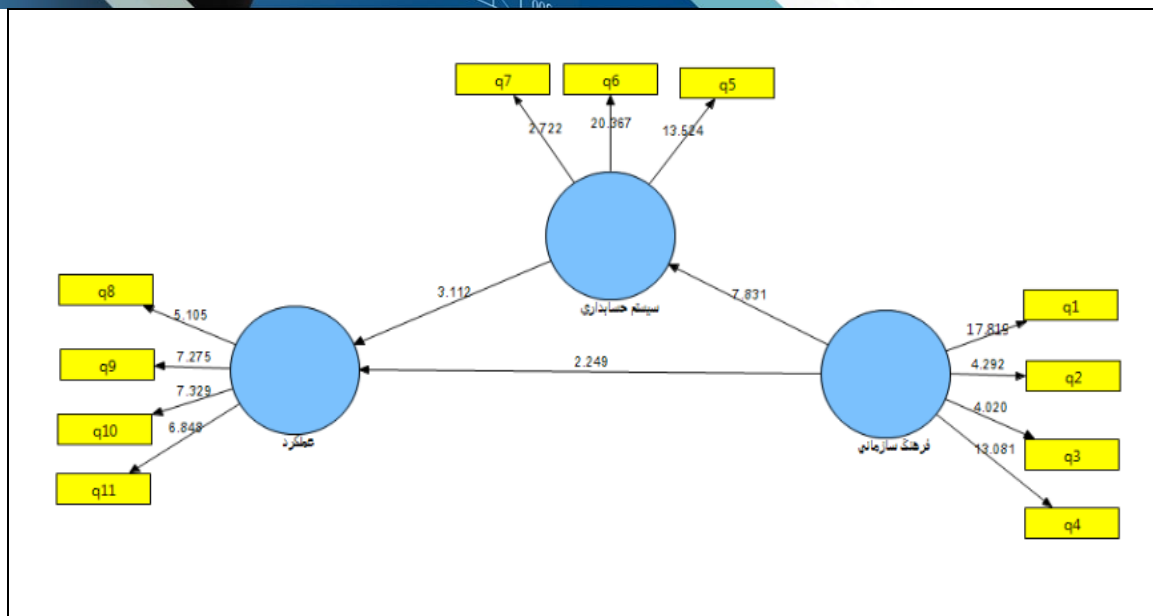 q7
q6
q5
2.722
20.367
13.524
سیستم حسابداري
3.112
7.831
2.249
q8
5.105
q9
7.275
q10
7.329
q11
6.848
عملکرد
q1
17.819
q2
4.292
q3
4.020
q4
13.081
فرهنگ سازماني